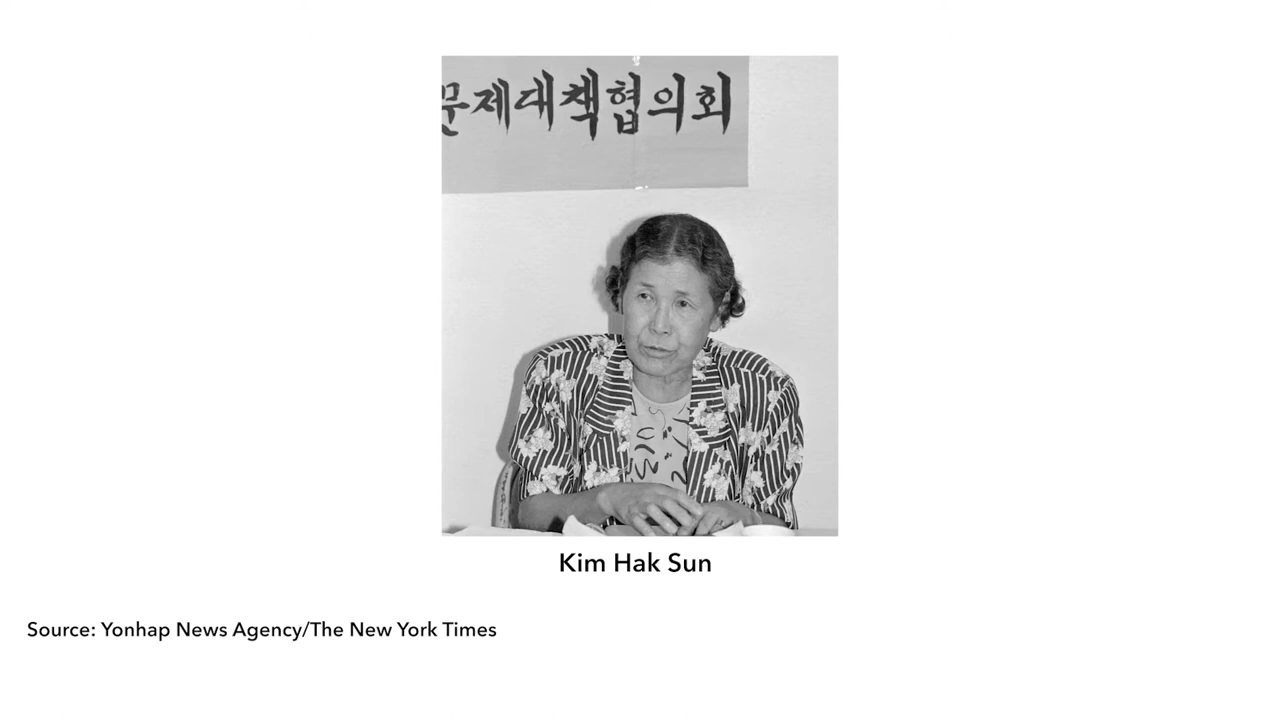 문제대책협의회
Kim Hak Sun
Source: Yonhap News Agency/The New York Times